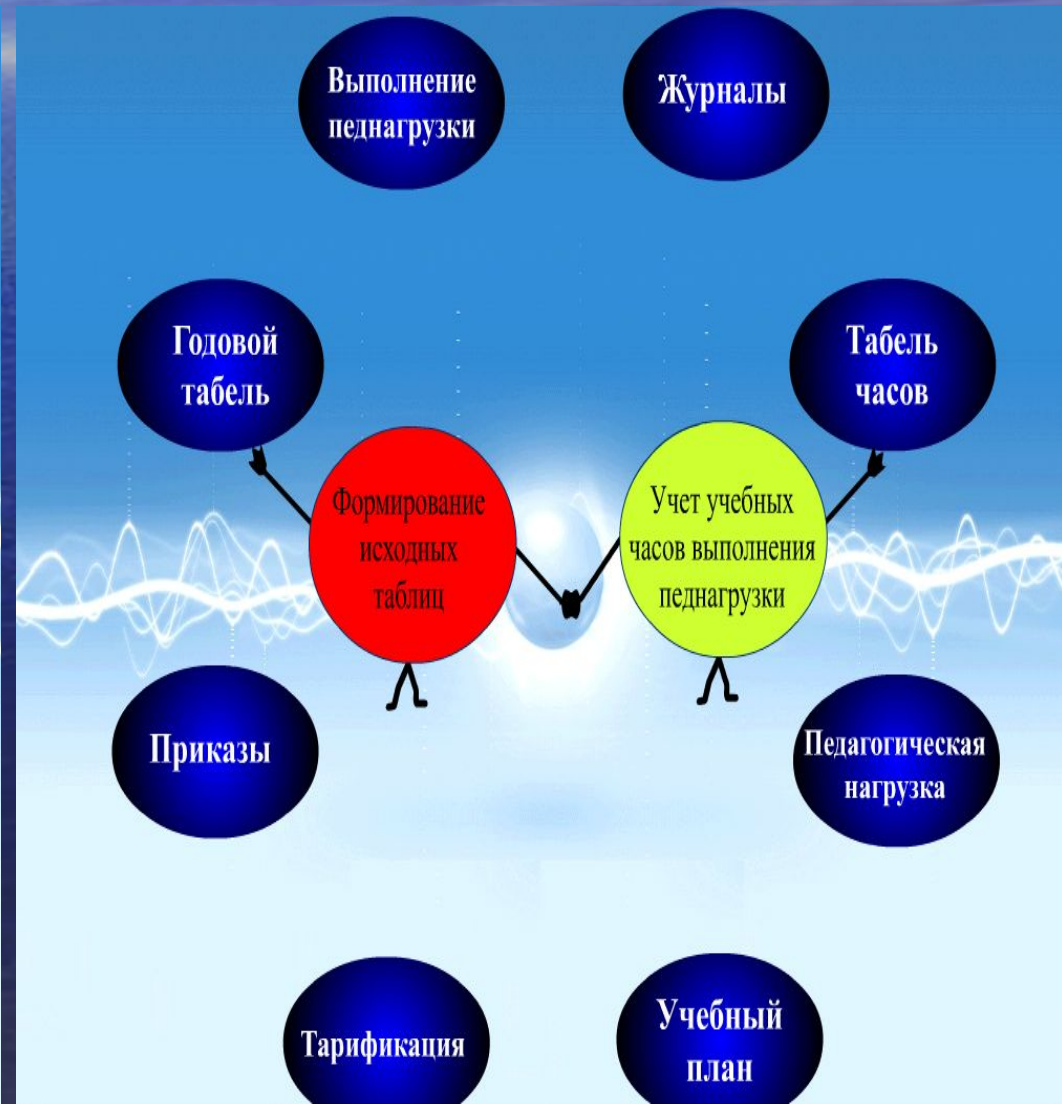 Выполнение
педнагрузки
Журналы
Годовой
табель
Табель
часов
Формирование
исходных
таблиц
Учет учебных
часов выполнения
педнагрузки
Приказы
Педагогическая
нагрузка
Тарификация
Учебный
план